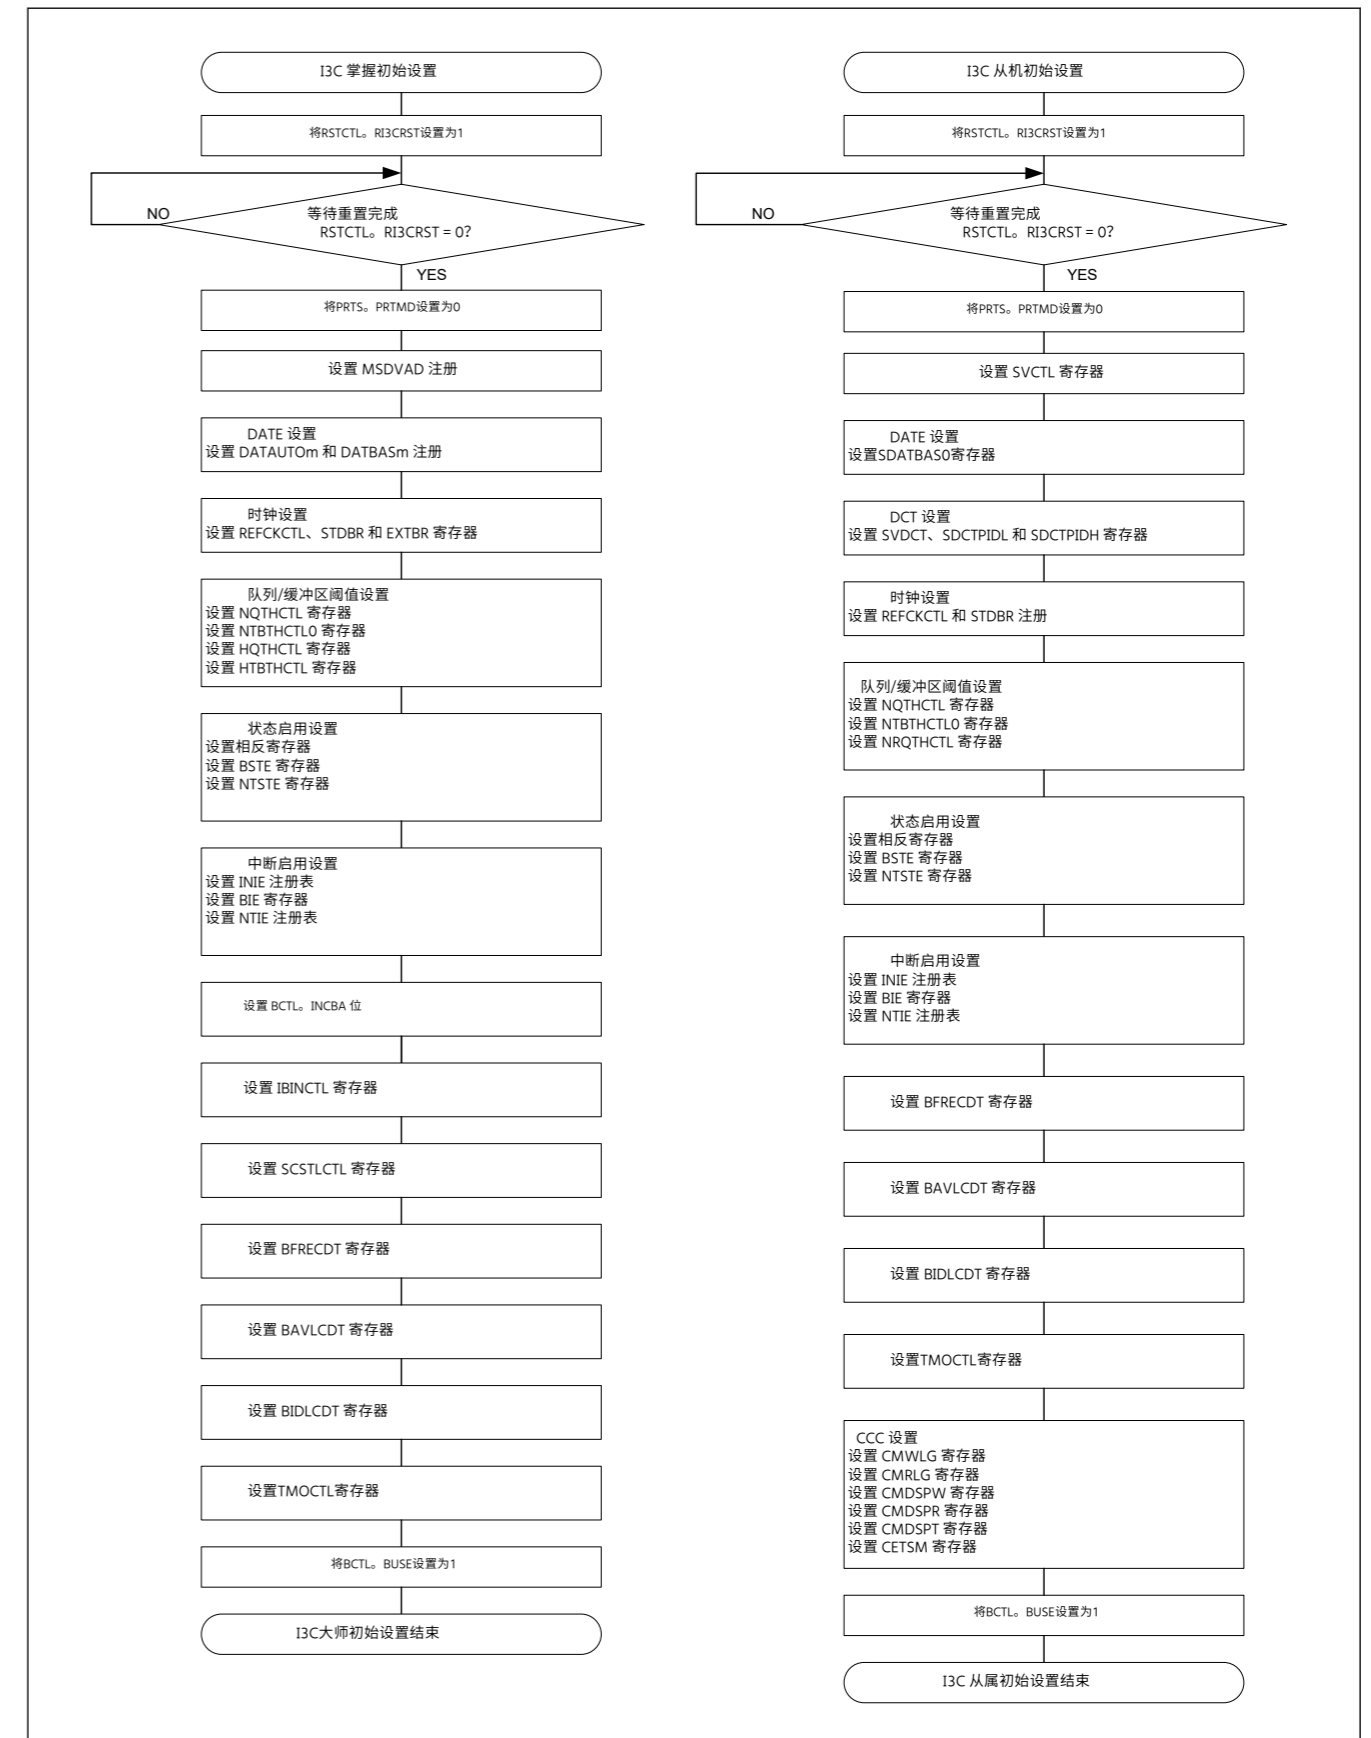 I3C 掌握初始设置
将RSTCTL。RI3CRST设置为1
等待重置完成
RSTCTL。RI3CRST = 0?
NO
YES
将PRTS。PRTMD设置为0
设置 MSDVAD 注册
DATE 设置
设置 DATAUTOm 和 DATBASm 注册
时钟设置
设置 REFCKCTL、STDBR 和 EXTBR 寄存器
队列/缓冲区阈值设置
设置 NQTHCTL 寄存器
设置 NTBTHCTL0 寄存器
设置 HQTHCTL 寄存器
设置 HTBTHCTL 寄存器
状态启用设置
设置相反寄存器
设置 BSTE 寄存器
设置 NTSTE 寄存器
中断启用设置
设置 INIE 注册表
设置 BIE 寄存器
设置 NTIE 注册表
设置 BCTL。INCBA 位
设置 IBINCTL 寄存器
设置 SCSTLCTL 寄存器
设置 BFRECDT 寄存器
设置 BAVLCDT 寄存器
设置 BIDLCDT 寄存器
设置TMOCTL寄存器
将BCTL。BUSE设置为1
I3C大师初始设置结束
I3C 从机初始设置
将RSTCTL。RI3CRST设置为1
等待重置完成
RSTCTL。RI3CRST = 0?
NO
YES
将PRTS。PRTMD设置为0
设置 SVCTL 寄存器
DATE 设置
设置SDATBAS0寄存器
DCT 设置
设置 SVDCT、SDCTPIDL 和 SDCTPIDH 寄存器
时钟设置
设置 REFCKCTL 和 STDBR 注册
队列/缓冲区阈值设置
设置 NQTHCTL 寄存器
设置 NTBTHCTL0 寄存器
设置 NRQTHCTL 寄存器
状态启用设置
设置相反寄存器
设置 BSTE 寄存器
设置 NTSTE 寄存器
中断启用设置
设置 INIE 注册表
设置 BIE 寄存器
设置 NTIE 注册表
设置 BFRECDT 寄存器
设置 BAVLCDT 寄存器
设置 BIDLCDT 寄存器
设置TMOCTL寄存器
CCC 设置
设置 CMWLG 寄存器
设置 CMRLG 寄存器
设置 CMDSPW 寄存器
设置 CMDSPR 寄存器
设置 CMDSPT 寄存器
设置 CETSM 寄存器
将BCTL。BUSE设置为1
I3C 从属初始设置结束